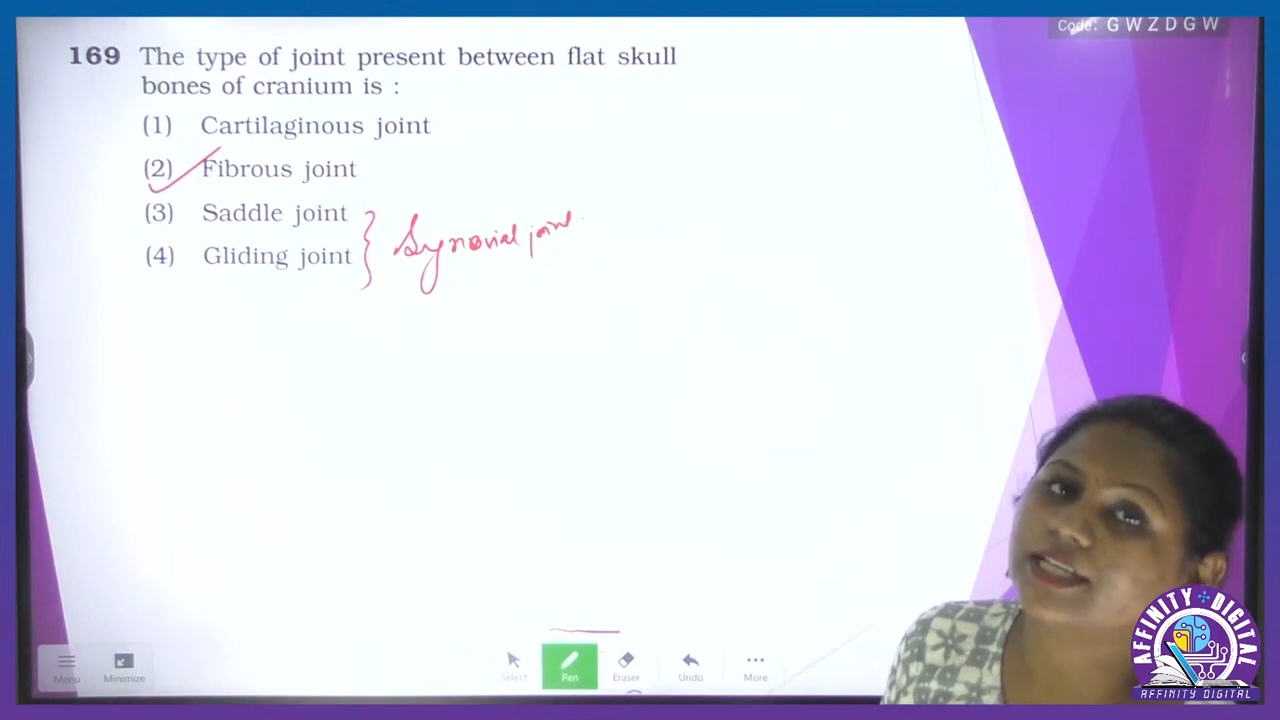 Code: G W Z D G W
169 The type of joint present between flat skull
bones of cranium is :
(1) Cartilaginous joint
(2) Fibrous joint
(3) Saddle joint
(4) Gliding joint
Synovial joint
Menu
Minimize
Select
Pen
Eraser
Undo
More
AFFINITY DIGITAL
AFFINITY DIGITAL